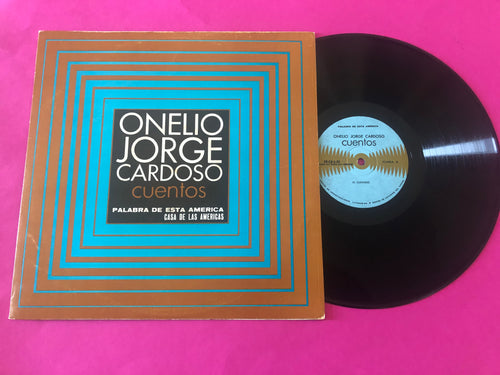 ONELIO
JORGE
CARDOSO
cuentos
PALABRA DE ESTA AMERICA
CASA DE LAS AMERICAS
PALABRA DE ESTA AMERICA
ONELIO JORGE CARDOSO
cuentos